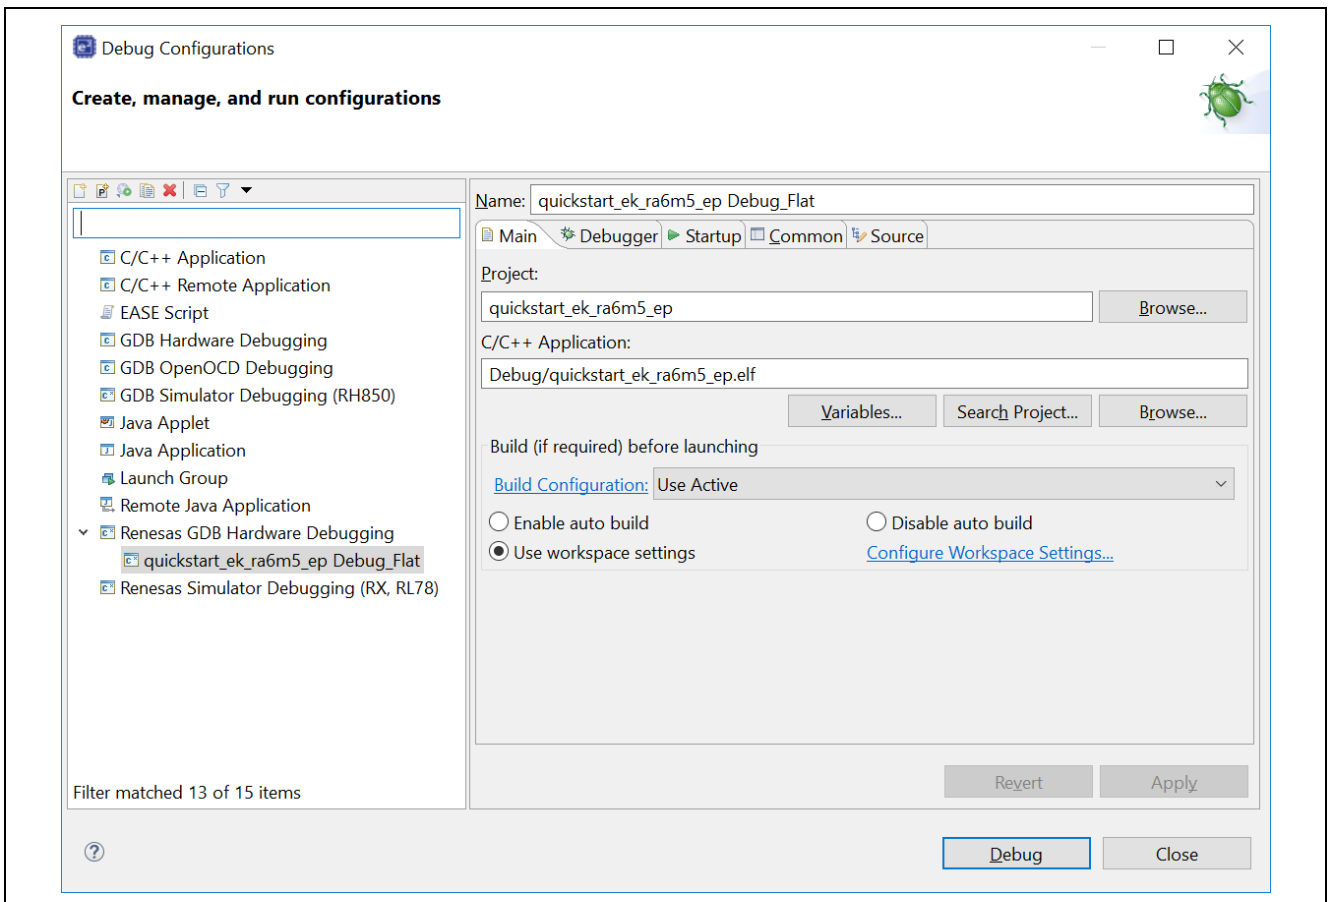 Debug Configurations
Create, manage, and run configurations
Name: quickstart_ek_ra6m5_ep Debug_Flat
Main Debugger Startup Common Source
C/C++ Application
C/C++ Remote Application
EASE Script
GDB Hardware Debugging
GDB OpenOCD Debugging
GDB Simulator Debugging (RH850)
Java Applet
Java Application
Launch Group
Remote Java Application
Renesas GDB Hardware Debugging
quickstart_ek_ra6m5_ep Debug_Flat
Renesas Simulator Debugging (RX, RL78)
Filter matched 13 of 15 items
Project:
quickstart_ek_ra6m5_ep Browse...
C/C++ Application:
Debug/quickstart_ek_ra6m5_ep.elf
Variables... Search Project... Browse...
Build (if required) before launching
Build Configuration: Use Active
Enable auto build Disable auto build
Use workspace settings Configure Workspace Settings...
Revert Apply
? Debug Close